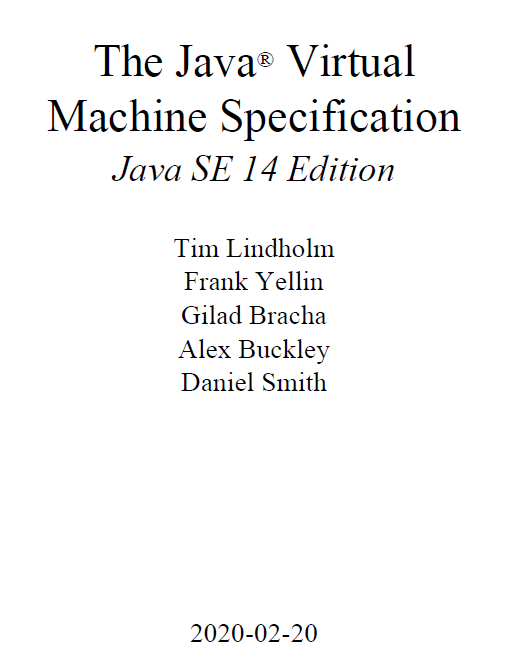 The Java® Virtual
Machine Specification
Java SE 14 Edition
Tim Lindholm
Frank Yellin
Gilad Bracha
Alex Buckley
Daniel Smith
2020-02-20